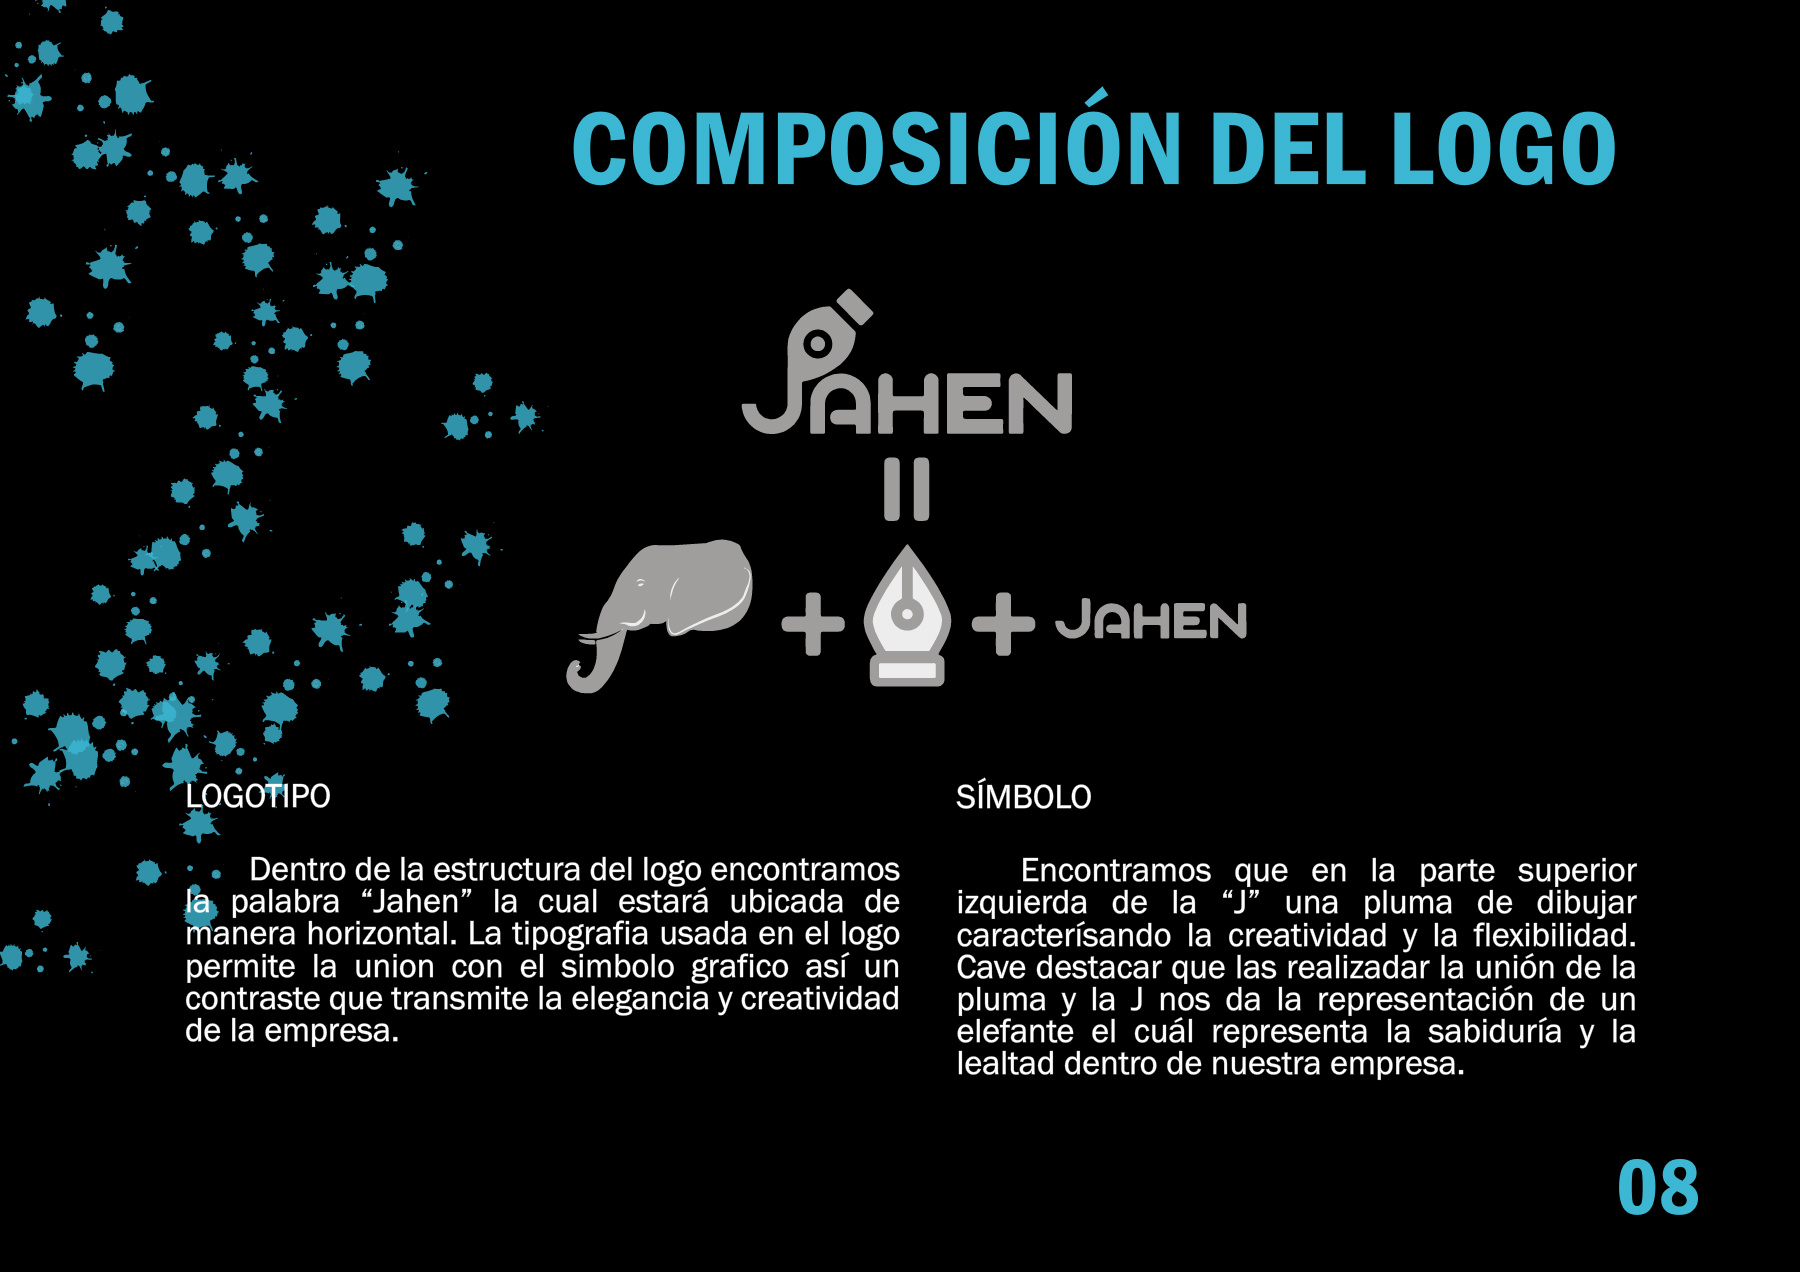 COMPOSICIÓN DEL LOGO
JAHEN
JAHEN
LOGOTIPO
Dentro de la estructura del logo encontramos
la palabra “Jahen” la cual estará ubicada de
manera horizontal. La tipografia usada en el logo
permite la union con el simbolo grafico así un
contraste que transmite la elegancia y creatividad
de la empresa.
SÍMBOLO
Encontramos que en la parte superior
izquierda de la “J” una pluma de dibujar
caracterísando la creatividad y la flexibilidad.
Cave destacar que las realizadar la unión de la
pluma y la J nos da la representación de un
elefante el cuál representa la sabiduría y la
lealtad dentro de nuestra empresa.
08